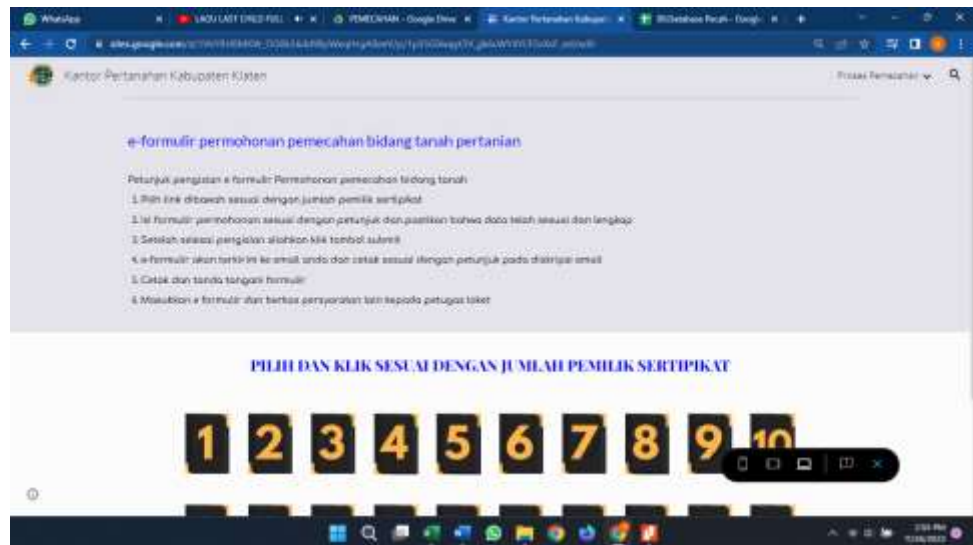 WhatsApp
PEMECAHAN - Google Drive
Kantor Pertanahan Kabupaten Klaten
e-formulir permohonan pemecahan bidang tanah pertanian
Petunjuk pengisian e formulir Permohonan pemecahan bidang tanah
1. Pilih link dibawah sesuai dengan jumlah pemilik sertipikat
2. Isi formulir permohonan sesuai dengan petunjuk dan pastikan bahwa data telah sesuai dan lengkap
3. Setelah selesai pengisian silahkan klik tombol submit
4. e-formulir akan terkirim ke email anda dan cetak sesuai dengan petunjuk pada diskripsi email
5. Cetak dan tanda tangani formulir
6. Masukkan e formulir dan berkas persyaratan lain kepada petugas loket
PILIH DAN KLIK SESUAI DENGAN JUMLAH PEMILIK SERTIPIKAT
1 2 3 4 5 6 7 8 9 10